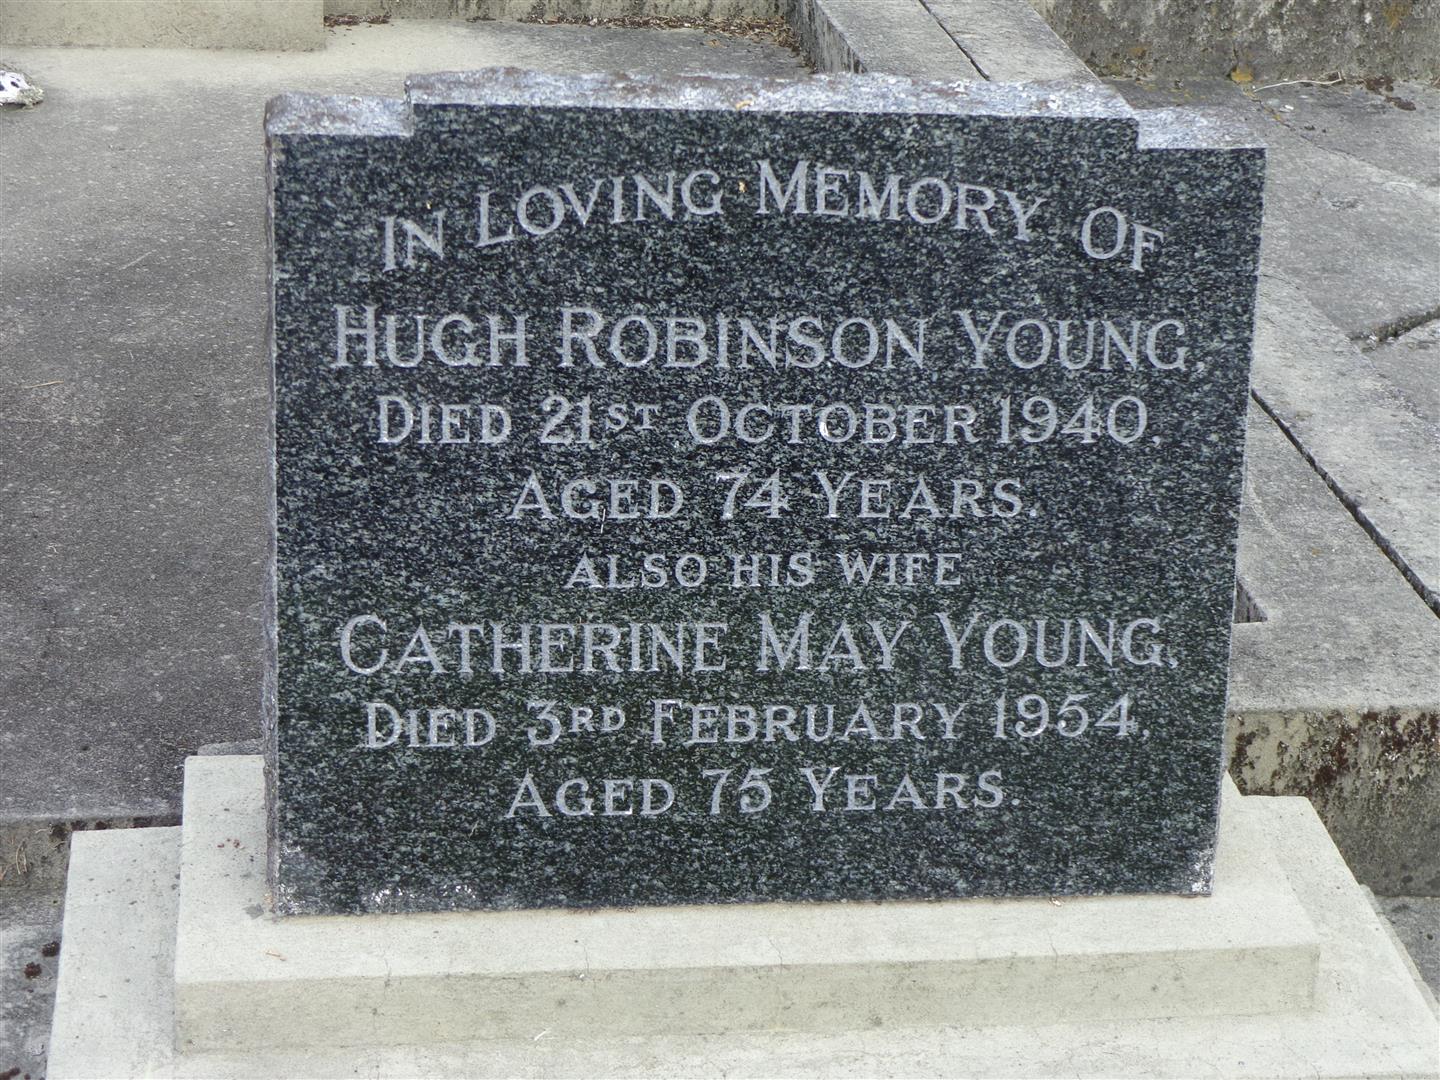 IN LOVING MEMORY OF
HUGH ROBINSON YOUNG,
DIED 21ST OCTOBER 1940,
AGED 74 YEARS.
ALSO HIS WIFE
CATHERINE MAY YOUNG,
DIED 3RD FEBRUARY 1954,
AGED 75 YEARS.